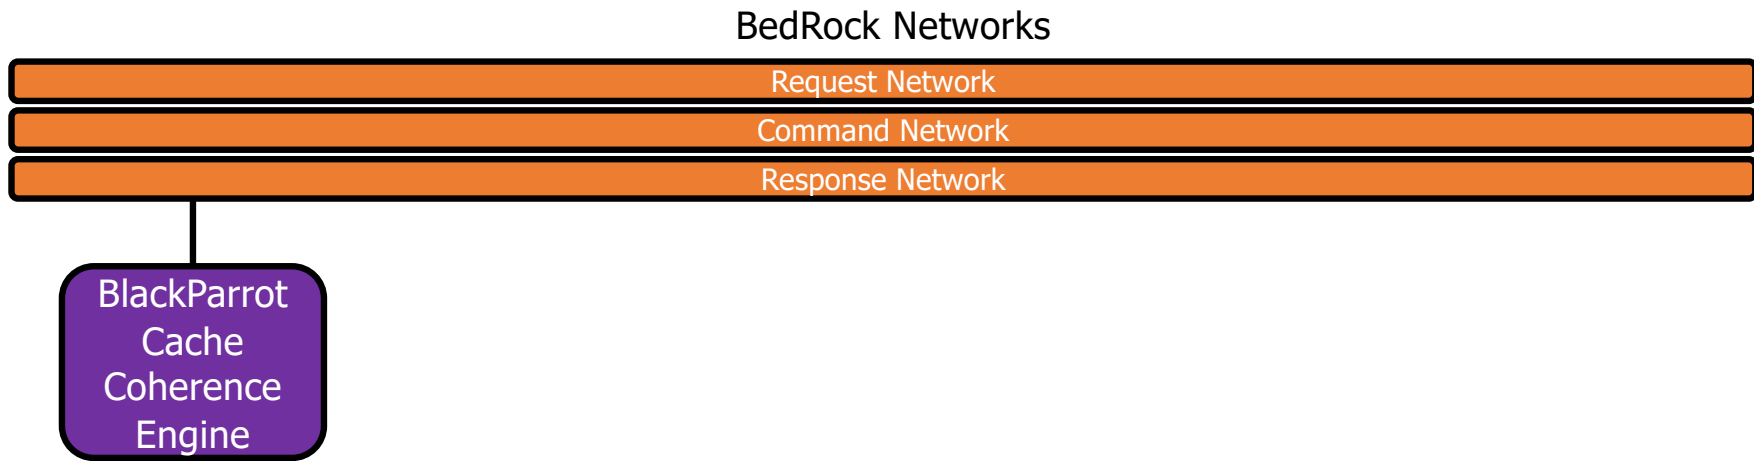 BedRock Networks
Request Network
Command Network
Response Network
BlackParrot
Cache
Coherence
Engine